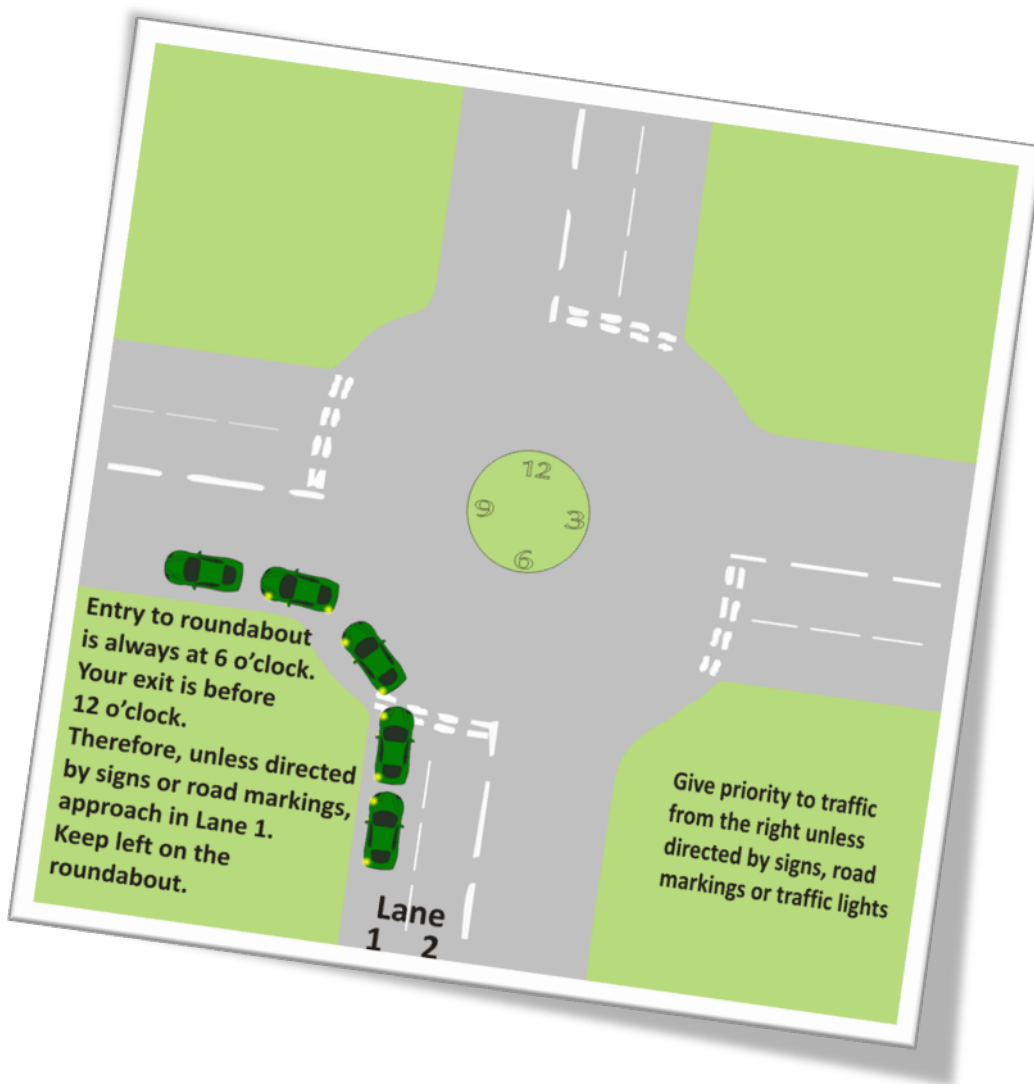 12
9
3
6
Entry to roundabout
is always at 6 o'clock.
Your exit is before
12 o'clock.
Therefore, unless directed
by signs or road markings,
approach in Lane 1.
Keep left on the
roundabout.
Give priority to traffic
from the right unless
directed by signs, road
markings or traffic lights
Lane
1 2